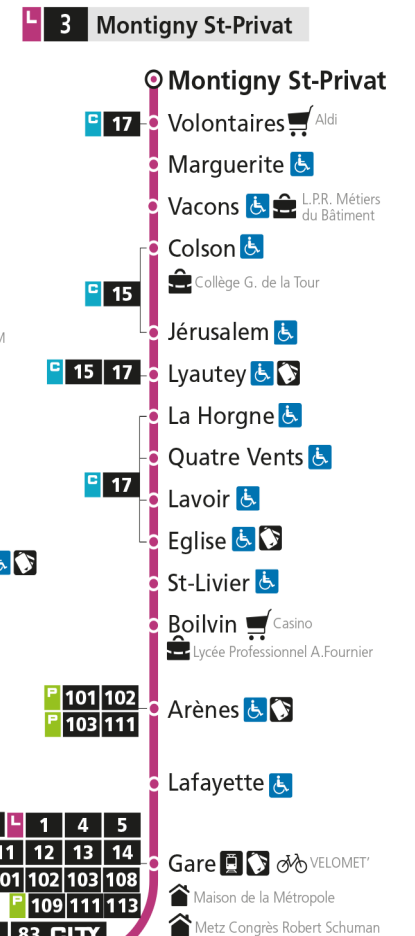 L 3 Montigny St-Privat
Montigny St-Privat
C 17 Volontaires Aldi
Marguerite
Vacons L.P.R. Métiers
du Bâtiment
Colson
Collège G. de la Tour
C 15
Jérusalem
C 15 17 Lyautey
La Horgne
Quatre Vents
C 17 Lavoir
Eglise
St-Livier
Boilvin Casino
Lycée Professionnel A.Fournier
P 101 102
P 103 111
Arènes
Lafayette
L 1 4 5
12 13 14
Gare VELOMET'
102 103 108
Maison de la Métropole
P 109 111 113
Metz Congrès Robert Schuman
83 CITY